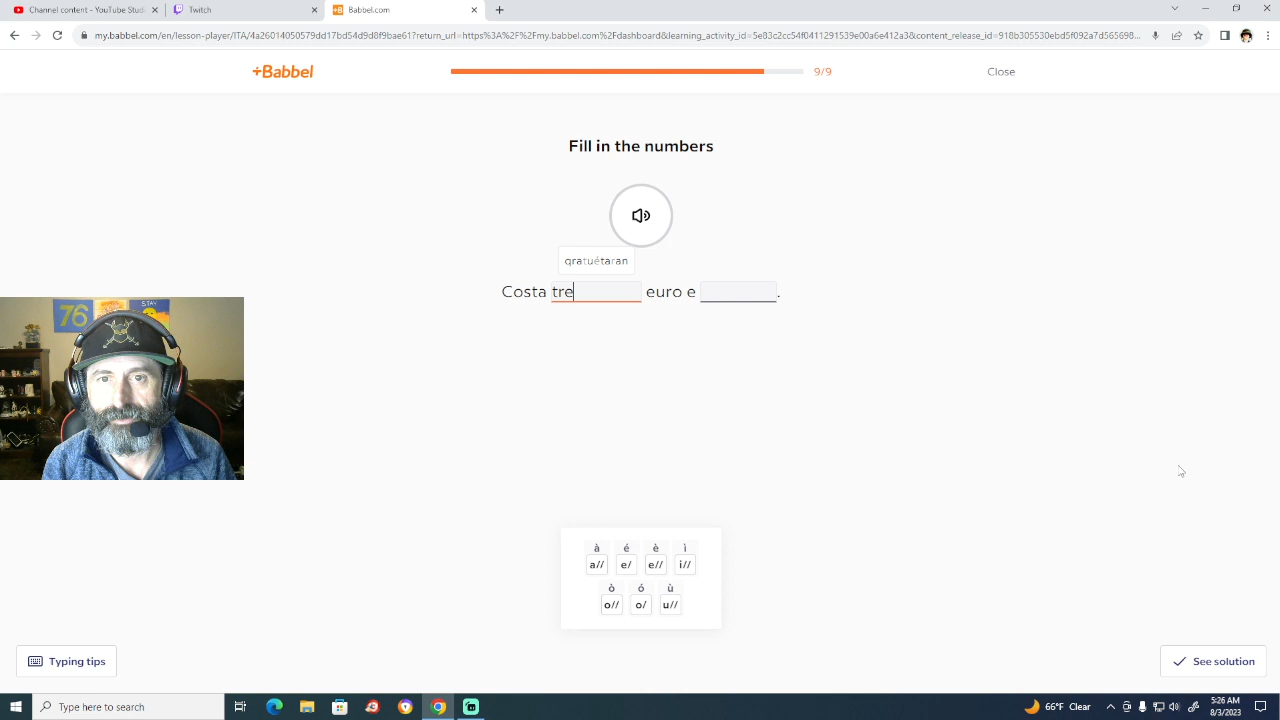 Channel content - YouTube Studi
Twitch
Babbel.com
my.babbel.com/en/lesson-player/ITA/4a26014050579dd17bd54d9d8f9bae61?return_url=https%3A%2F%2Fmy.babbel.com%2Fdashboard&learning_activity_id=5e83c2cc54f0411291539e00a6e412a3&content_release_id=918b305530ebd5f092a7d565698...
+Babbel
9/9
Close
Fill in the numbers
qratuétaran
Costa tre euro e .
76
STAY
à é è ì
a// e/ e// i//
ò ó ù
o// o/ u//
Typing tips
See solution
Type here to search
66°F Clear
5:26 AM
8/3/2023